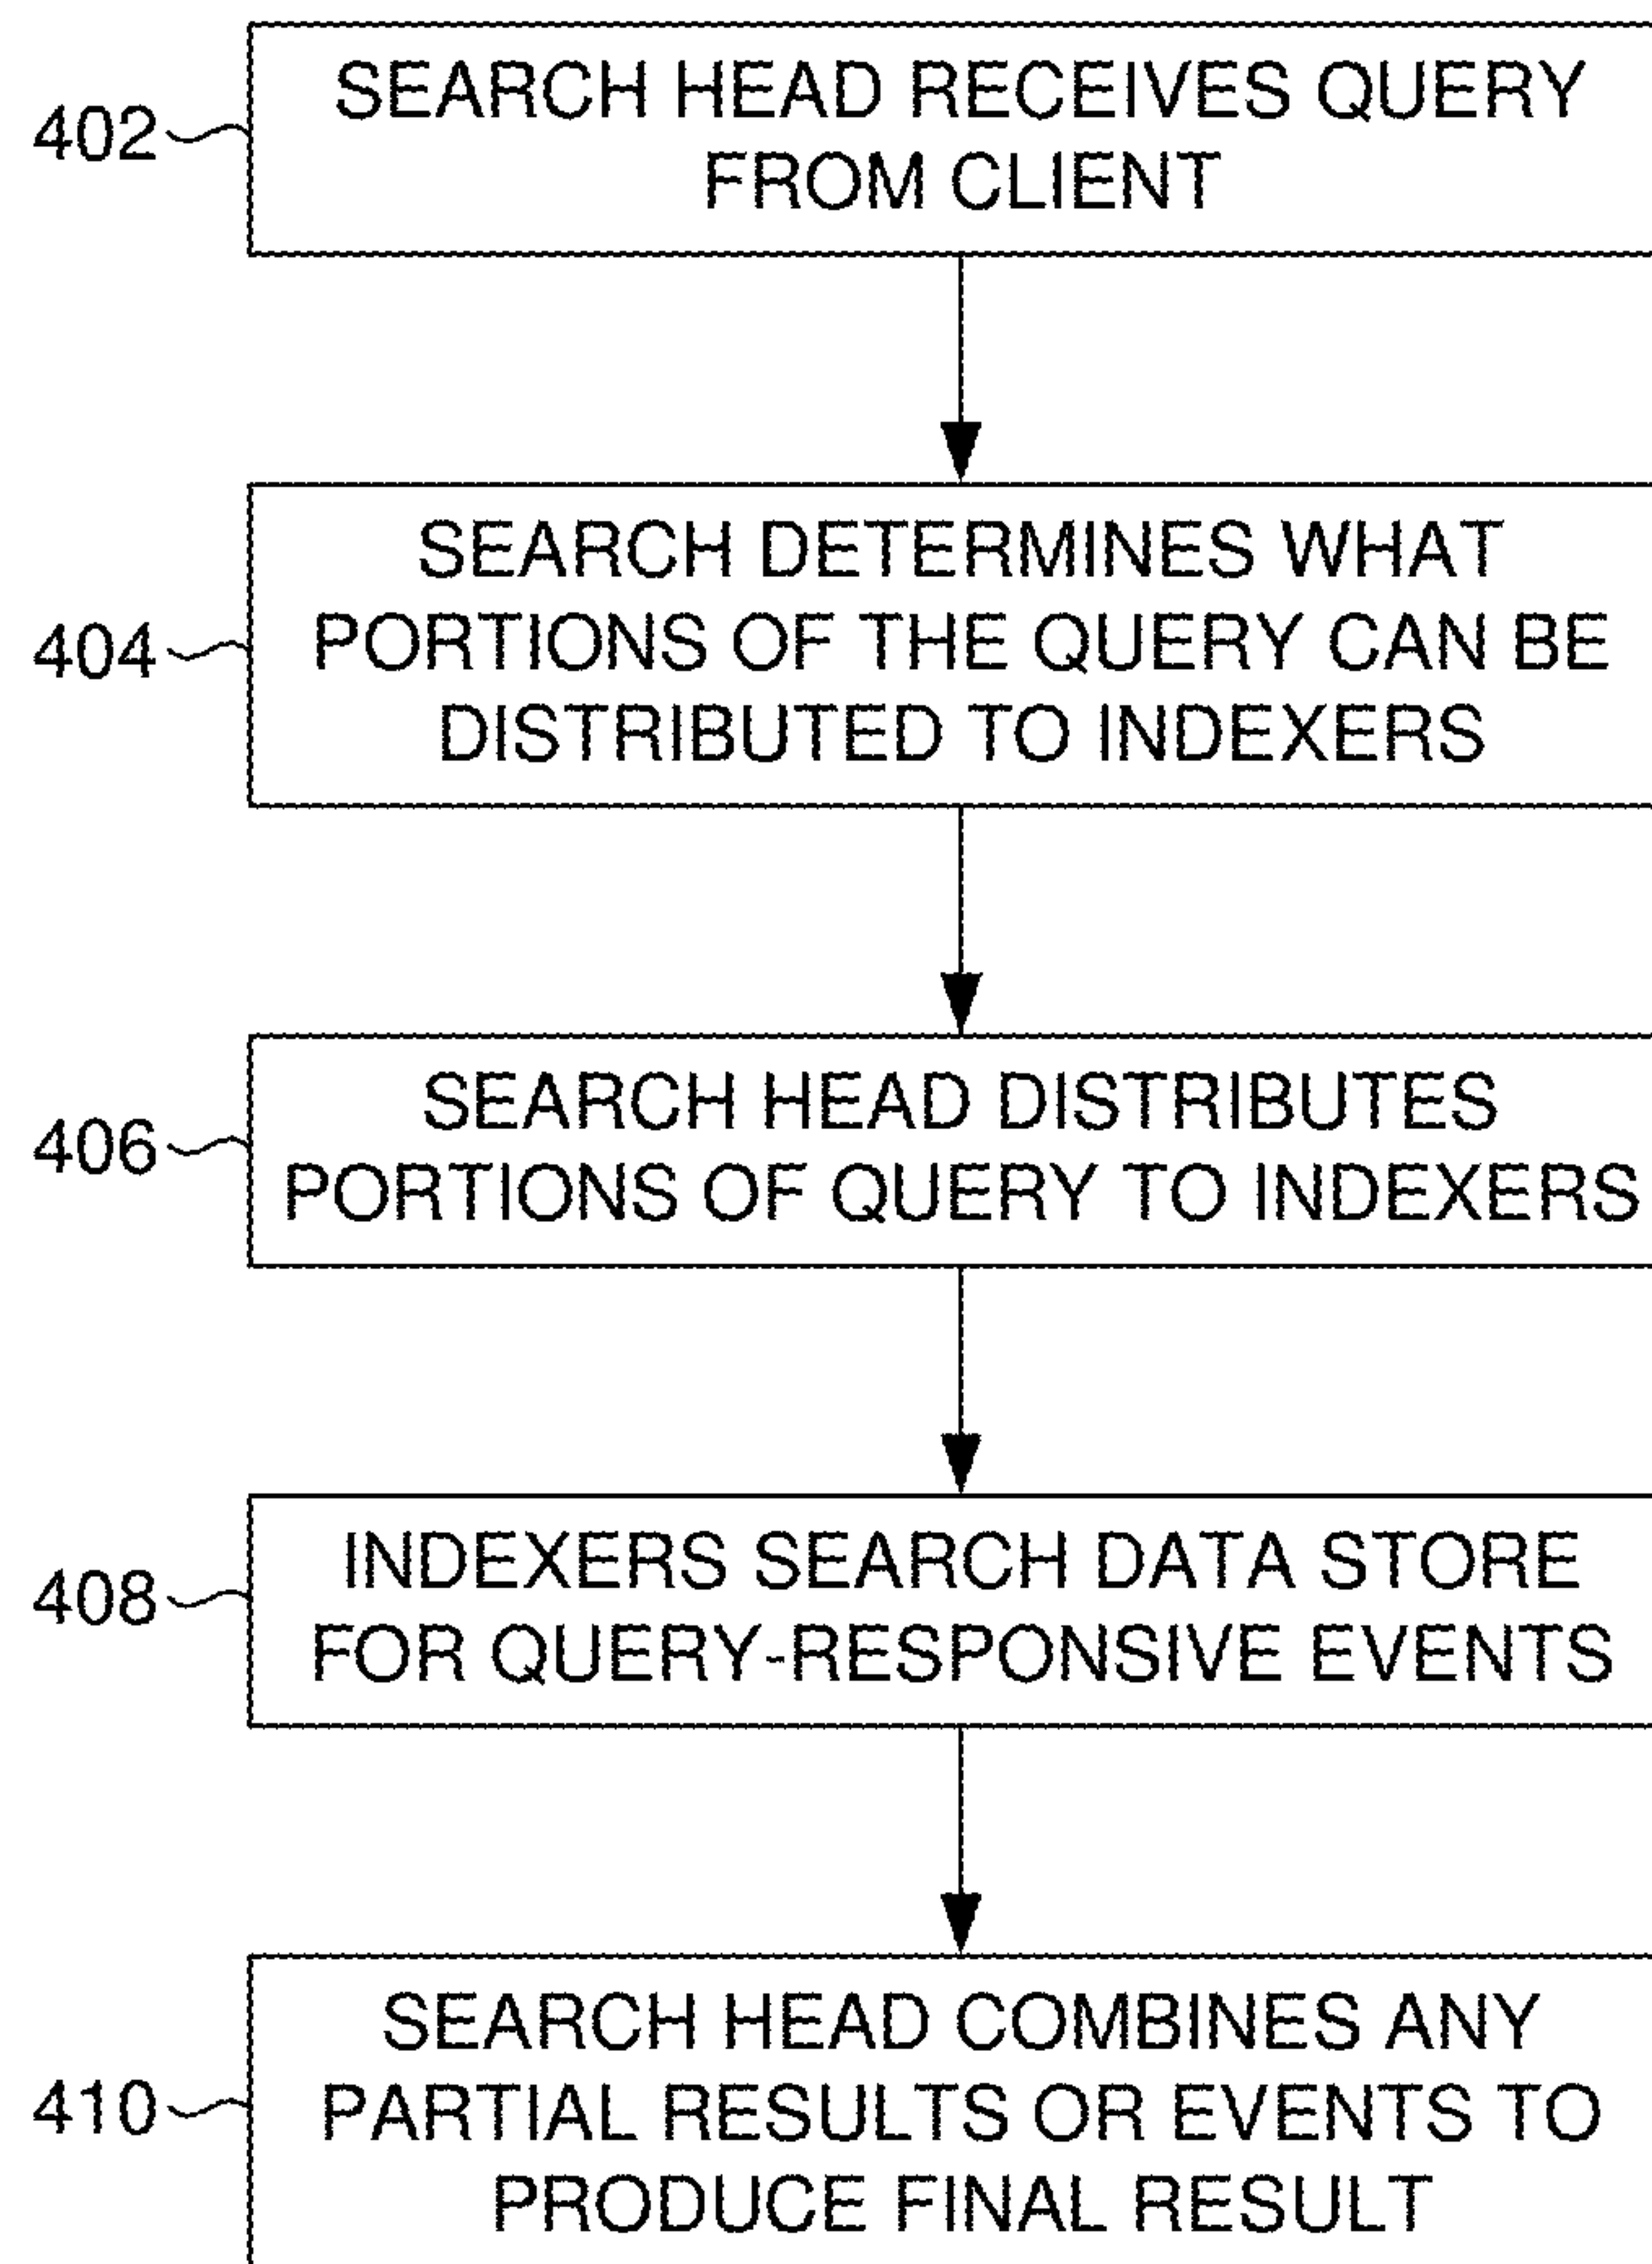 402
SEARCH HEAD RECEIVES QUERY
FROM CLIENT
404
SEARCH DETERMINES WHAT
PORTIONS OF THE QUERY CAN BE
DISTRIBUTED TO INDEXERS
406
SEARCH HEAD DISTRIBUTES
PORTIONS OF QUERY TO INDEXERS
408
INDEXERS SEARCH DATA STORE
FOR QUERY-RESPONSIVE EVENTS
410
SEARCH HEAD COMBINES ANY
PARTIAL RESULTS OR EVENTS TO
PRODUCE FINAL RESULT